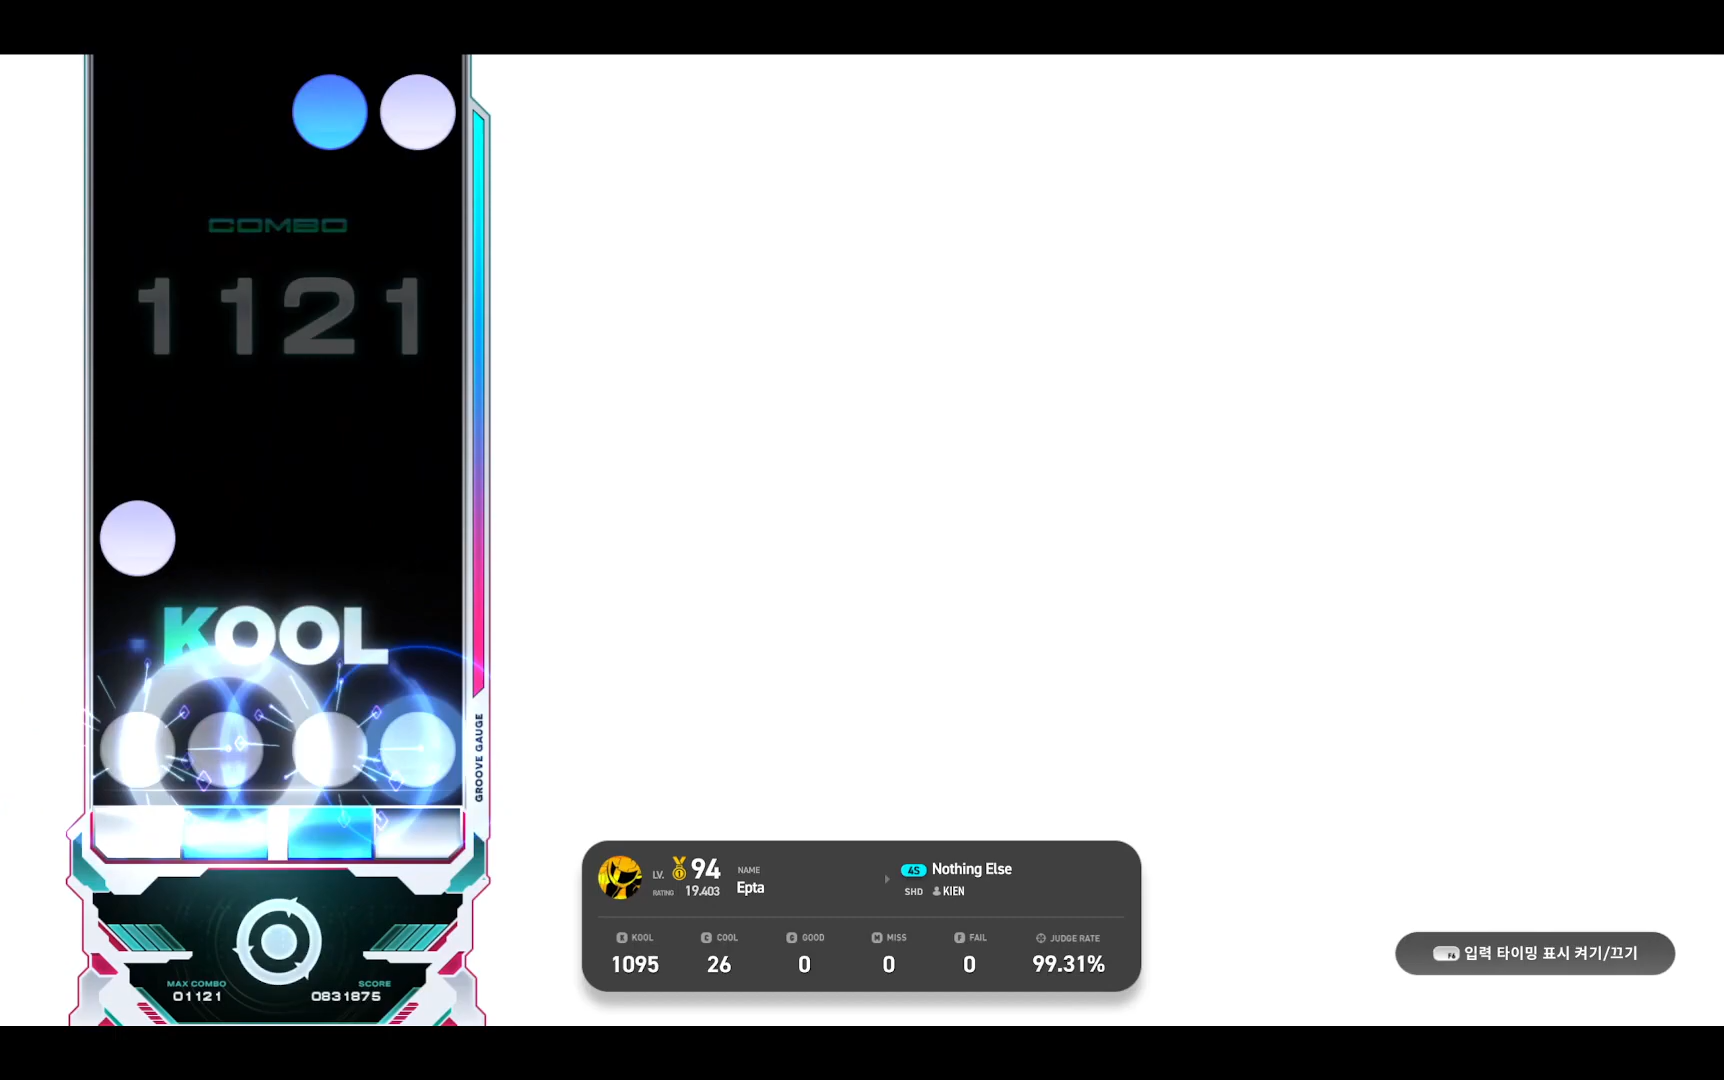 COMBO
1121
KOOL
GROOVE GAUGE
MAX COMBO
01121
SCORE
0831875
LV. 1 94
RATING 19.403
NAME
Epta
4S Nothing Else
SHD KIEN
K KOOL C COOL G GOOD M MISS F FAIL JUDGE RATE
1095 26 0 0 0 99.31%
F6 입력 타이밍 표시 켜기/끄기